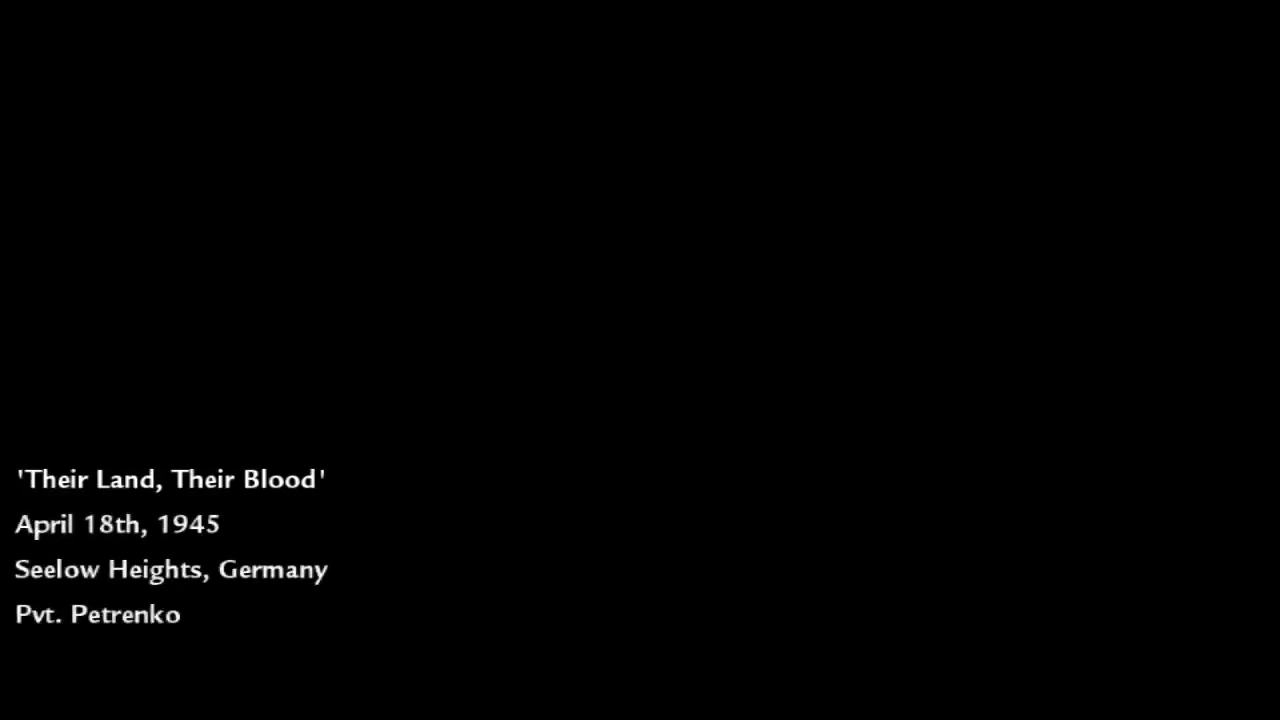 'Their Land, Their Blood'
April 18th, 1945
Seelow Heights, Germany
Pvt. Petrenko